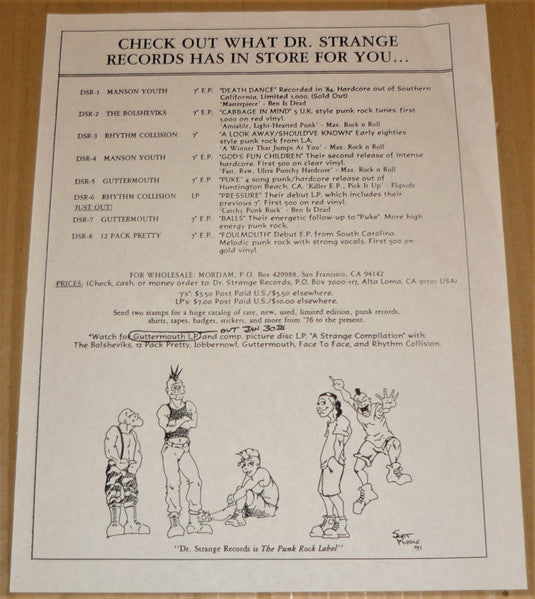 CHECK OUT WHAT DR. STRANGE
RECORDS HAS IN STORE FOR YOU...
DSR-1 MANSON YOUTH 7" E.P. "DEATH DANCE" Recorded in '84. Hardcore out of Southern
California, Limited 1,000. (Sold Out)
'Masterpiece' - Ben Is Dead
DSR-2 THE BOLSHEVIKS 7" E.P. "CABBAGE IN MIND" 5 U.K. style punk rock tunes, first
1,000 on red vinyl.
'Amiable, Light-Hearted Punk' - Max. Rock n Roll
DSR-3 RHYTHM COLLISION 7" "A LOOK AWAY/SHOULD'VE KNOWN" Early eighties
style punk rock from L.A.
'A Winner That Jumps At You' - Max. Rock n Roll
DSR-4 MANSON YOUTH 7" E.P. "GOD'S FUN CHILDREN" Their second release of intense
hardcore. First 500 on clear vinyl.
'Fast, Raw, Ultra Punchy Hardcore' - Max. Rock n Roll
DSR-5 GUTTERMOUTH 7" E.P. "PUKE" 4 song punk/hardcore release out of
Huntington Beach, CA. 'Killer E.P., Pick It Up' - Flipside
DSR-6 RHYTHM COLLISION LP "PRESSURE" Their debut LP. which includes their
JUST OUT! previous 7". First 500 on red vinyl.
'Catchy Punk Rock' - Ben Is Dead
DSR-7 GUTTERMOUTH 7" E.P. "BALLS" Their energetic follow-up to "Puke". More high
energy punk rock.
DSR-8 12 PACK PRETTY 7" E.P. "FOULMOUTH" Debut E.P. from South Carolina.
Melodic punk rock with strong vocals. First 500 on
gold vinyl.
FOR WHOLESALE: MORDAM, P.O. Box 420988, San Francisco, CA 94142
PRICES: (Check, cash, or money order to: Dr. Strange Records, P.O. Box 7000-117, Alta Loma, CA 91701 USA)
7's": $3.50 Post Paid U.S./$5.50 elsewhere.
LP's: $7.00 Post Paid U.S./$10.00 elsewhere.
Send two stamps for a huge catalog of rare, new, used, limited edition, punk records,
shirts, tapes, badges, stickers, and more from '76 to the present.
OUT JAN 30TH
"Watch for Guttermouth LP and comp. picture disc LP. "A Strange Compilation" with:
The Bolsheviks, 12 Pack Pretty, Jobbernowl, Guttermouth, Face To Face, and Rhythm Collision.
"Dr. Strange Records is The Punk Rock Label"
91